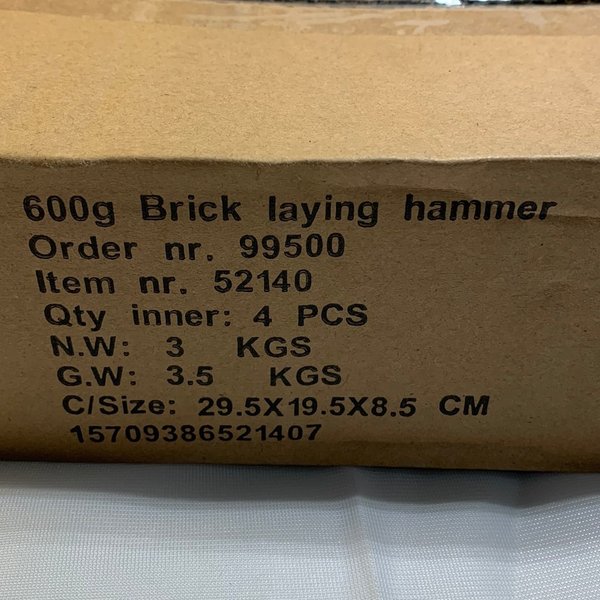 600g Brick laying hammer
Order nr. 99500
Item nr. 52140
Qty inner: 4 PCS
N.W: 3 KGS
G.W: 3.5 KGS
C/Size: 29.5X19.5X8.5 CM
15709386521407